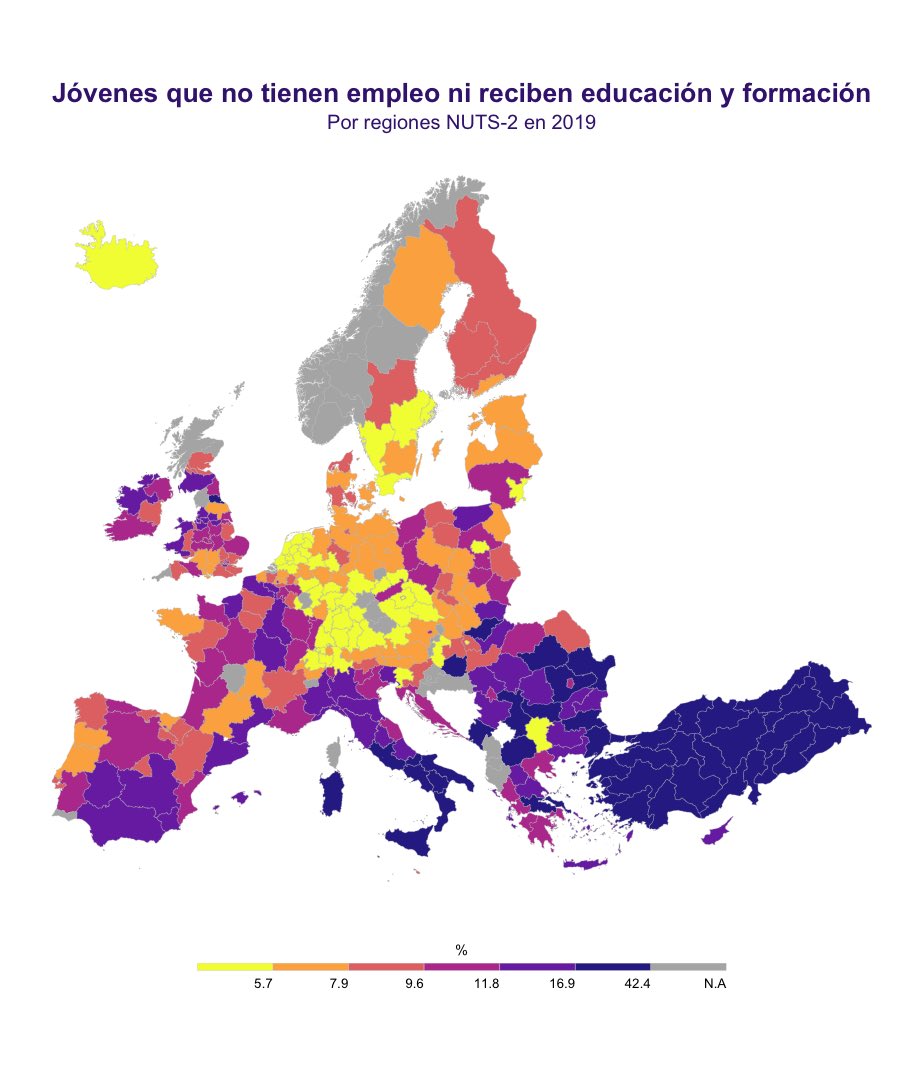 Jóvenes que no tienen empleo ni reciben educación y formación
Por regiones NUTS-2 en 2019
%
5.7 7.9 9.6 11.8 16.9 42.4 N.A